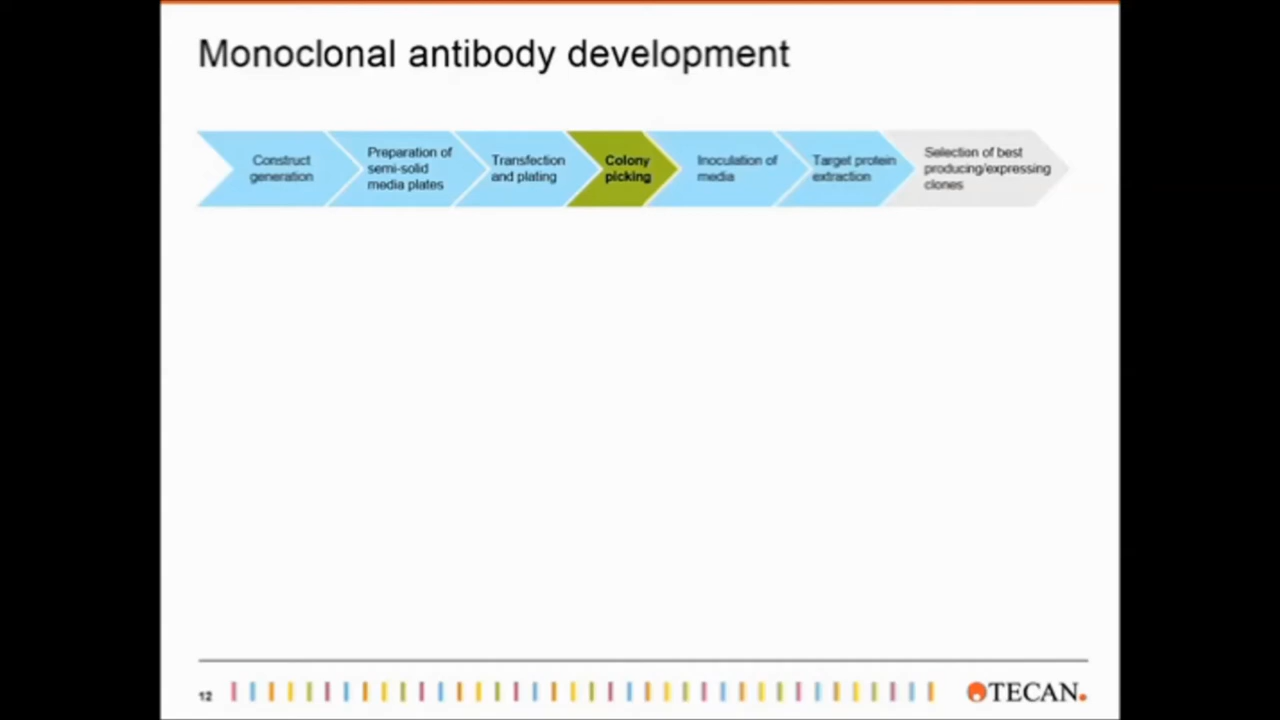 Monoclonal antibody development
Construct
generation
Preparation of
semi-solid
media plates
Transfection
and plating
Colony
picking
Inoculation of
media
Target protein
extraction
Selection of best
producing/expressing
clones
12
TECAN.